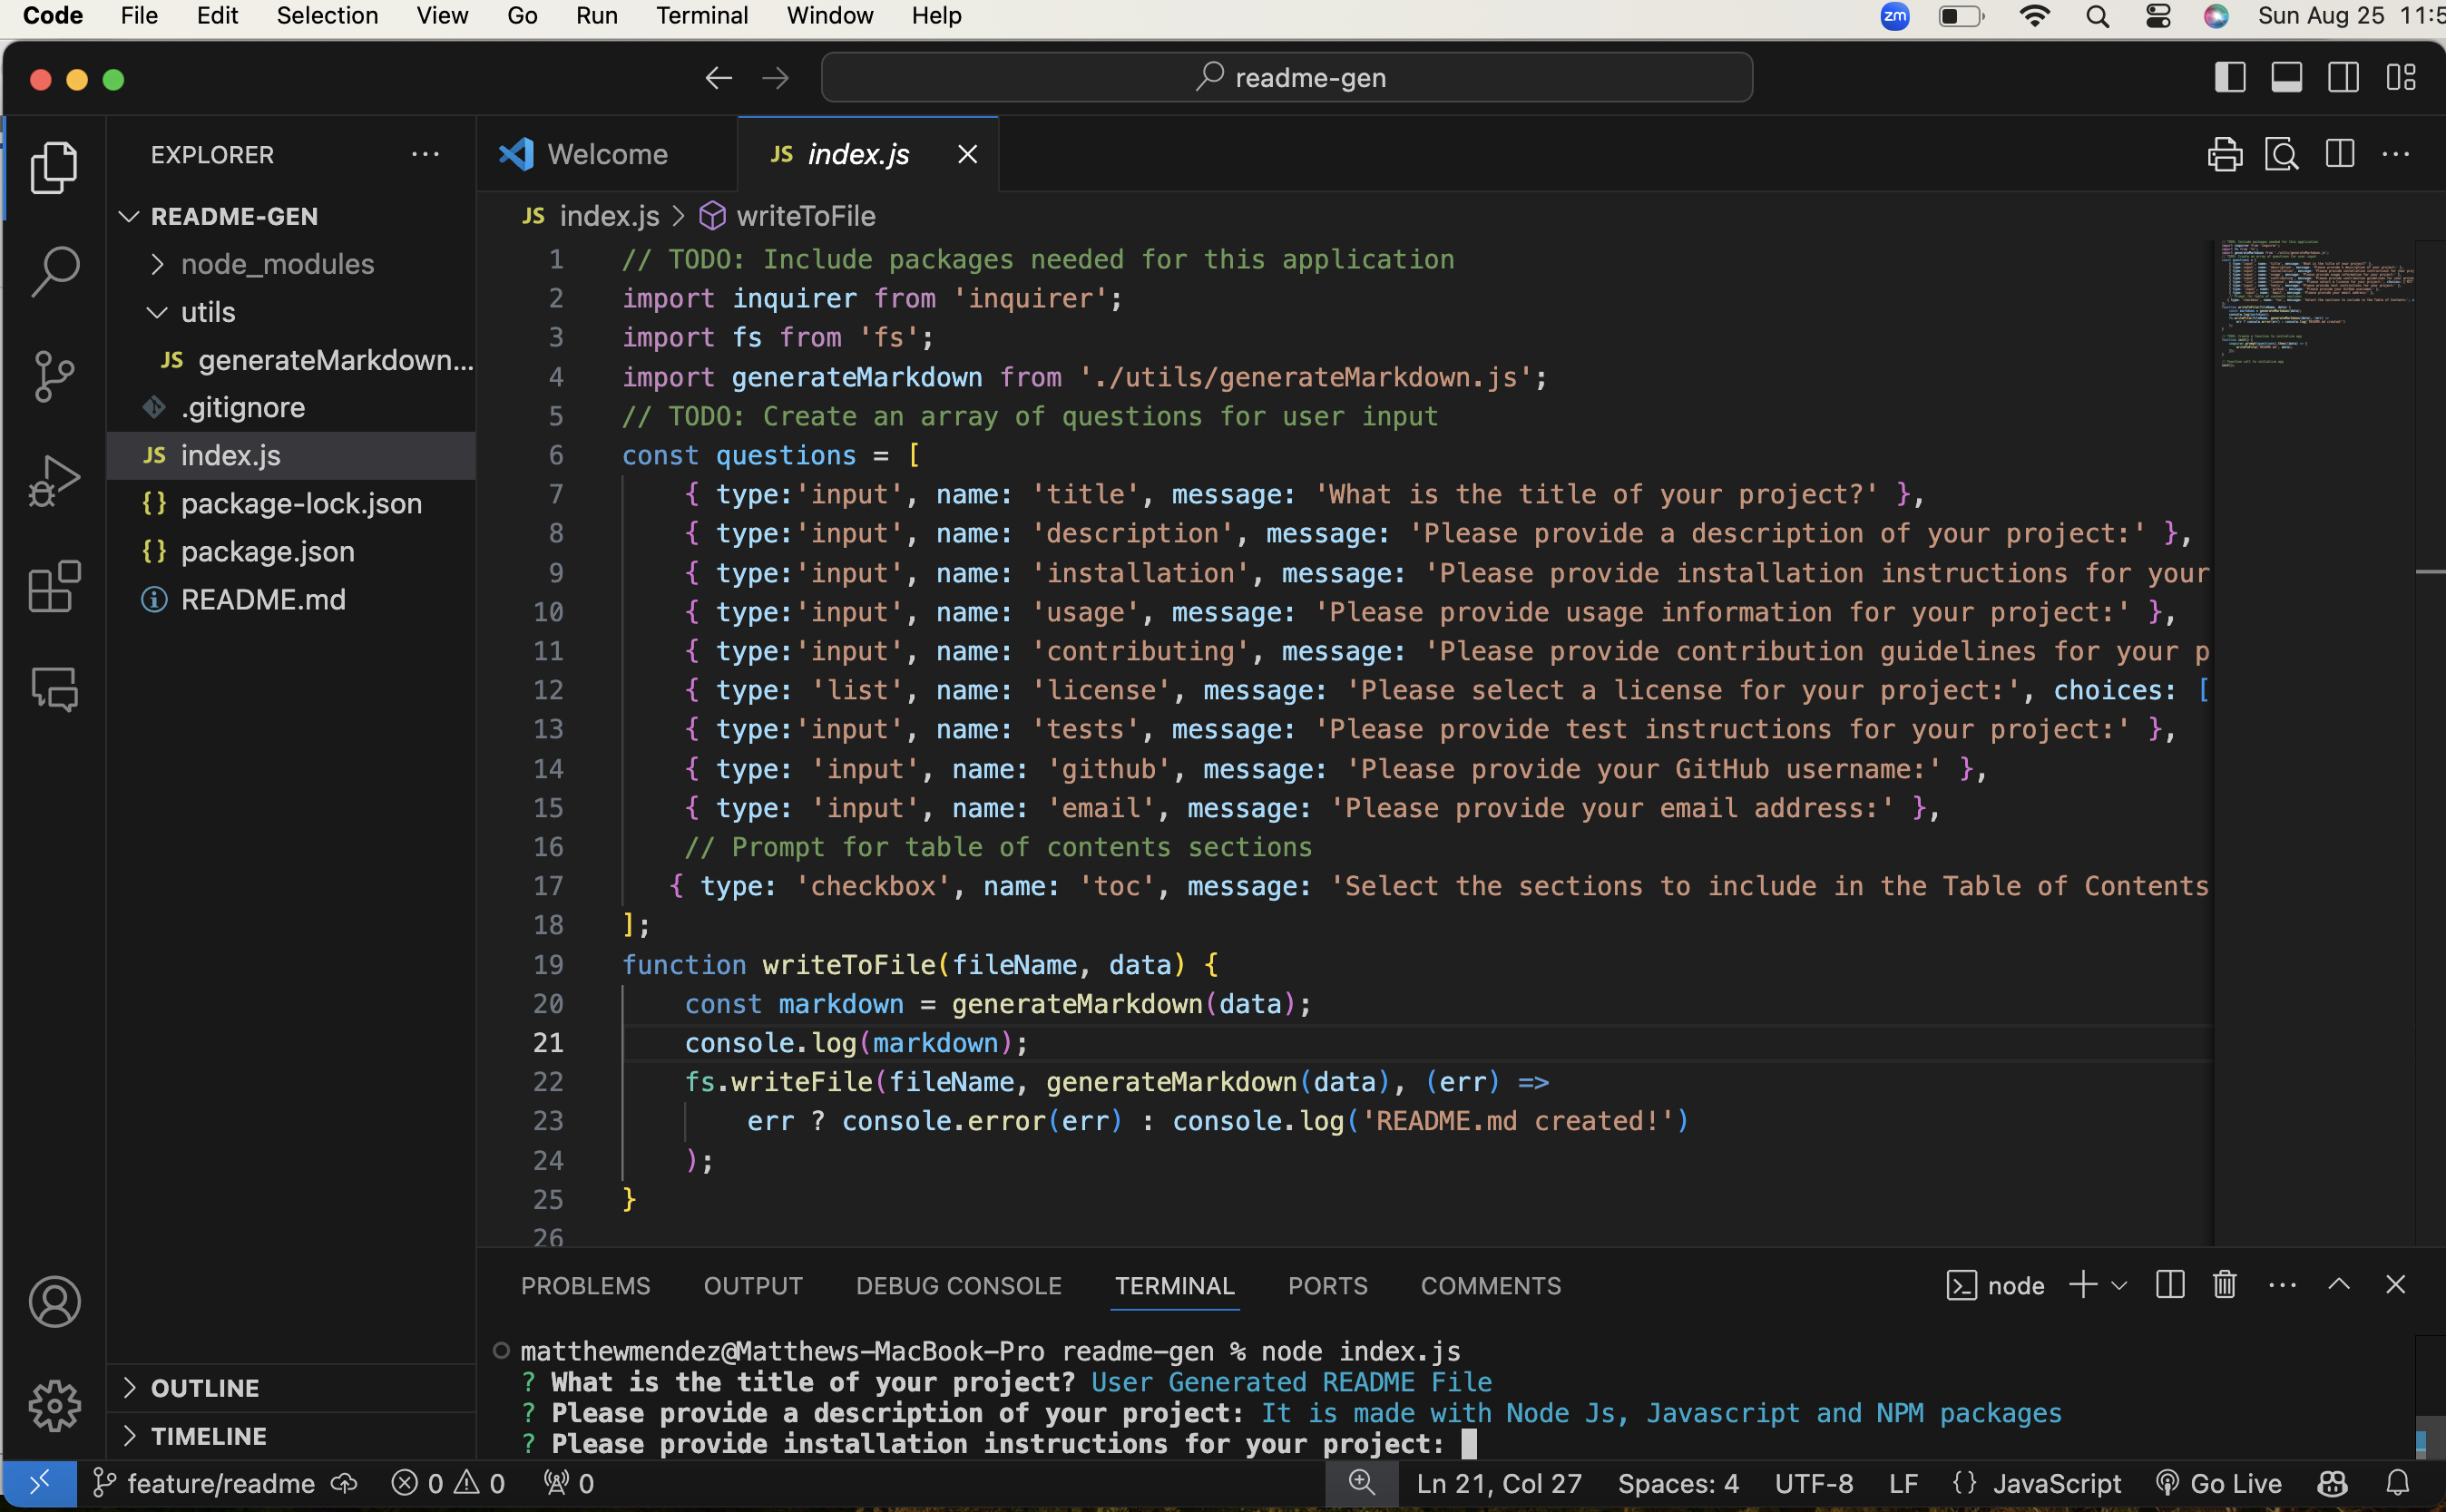 Code File Edit Selection View Go Run Terminal Window Help zm Sun Aug 25 11:5
readme-gen
EXPLORER
README-GEN
node_modules
utils
JS generateMarkdown...
.gitignore
JS index.js
{} package-lock.json
{} package.json
README.md
OUTLINE
TIMELINE
Welcome JS index.js
JS index.js > writeToFile
1 // TODO: Include packages needed for this application
2 import inquirer from 'inquirer';
3 import fs from 'fs';
4 import generateMarkdown from './utils/generateMarkdown.js';
5 // TODO: Create an array of questions for user input
6 const questions = [
7 { type:'input', name: 'title', message: 'What is the title of your project?' },
8 { type:'input', name: 'description', message: 'Please provide a description of your project:' },
9 { type:'input', name: 'installation', message: 'Please provide installation instructions for your
10 { type:'input', name: 'usage', message: 'Please provide usage information for your project:' },
11 { type:'input', name: 'contributing', message: 'Please provide contribution guidelines for your p
12 { type: 'list', name: 'license', message: 'Please select a license for your project:', choices: [
13 { type:'input', name: 'tests', message: 'Please provide test instructions for your project:' },
14 { type: 'input', name: 'github', message: 'Please provide your GitHub username:' },
15 { type: 'input', name: 'email', message: 'Please provide your email address:' },
16 // Prompt for table of contents sections
17 { type: 'checkbox', name: 'toc', message: 'Select the sections to include in the Table of Contents
18 ];
19 function writeToFile(fileName, data) {
20 const markdown = generateMarkdown(data);
21 console.log(markdown);
22 fs.writeFile(fileName, generateMarkdown(data), (err) =>
23 err ? console.error(err) : console.log('README.md created!')
24 );
25 }
26
PROBLEMS OUTPUT DEBUG CONSOLE TERMINAL PORTS COMMENTS node
matthewmendez@Matthews-MacBook-Pro readme-gen % node index.js
? What is the title of your project? User Generated README File
? Please provide a description of your project: It is made with Node Js, Javascript and NPM packages
? Please provide installation instructions for your project:
feature/readme 0 0 0 Ln 21, Col 27 Spaces: 4 UTF-8 LF {} JavaScript Go Live